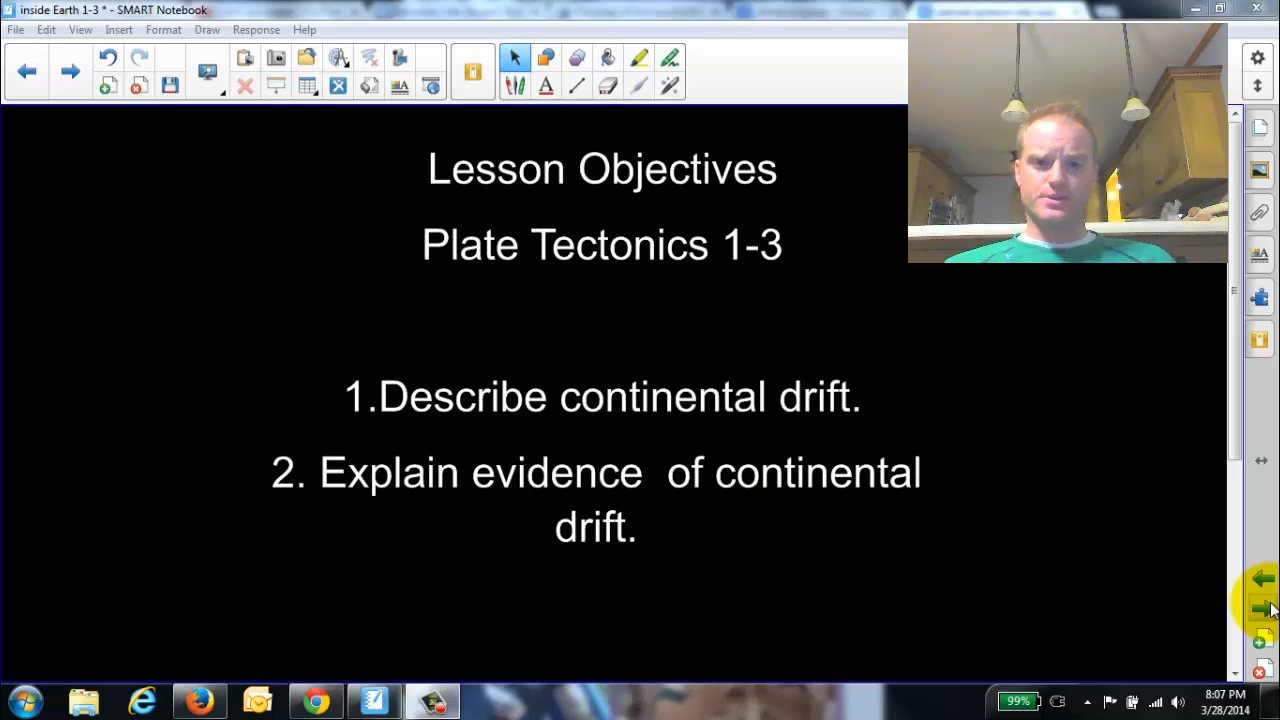 inside Earth 1-3 * - SMART Notebook
File Edit View Insert Format Draw Response Help
Lesson Objectives
Plate Tectonics 1-3
1.Describe continental drift.
2. Explain evidence of continental
drift.
99%
8:07 PM
3/28/2014